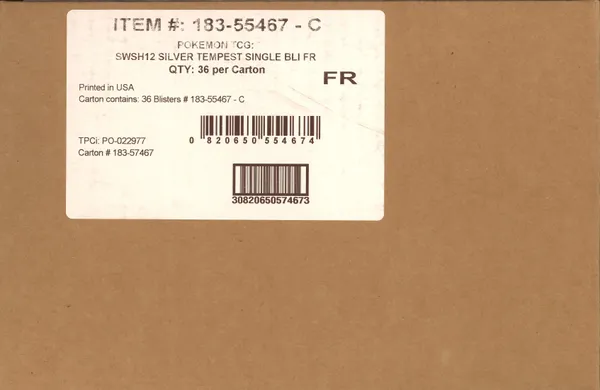 ITEM #: 183-55467 - C
POKEMON TCG:
SWSH12 SILVER TEMPEST SINGLE BLI FR
QTY: 36 per Carton
FR
Printed in USA
Carton contains: 36 Blisters # 183-55467 - C
TPCi: PO-022977
Carton # 183-57467
0 820650 554674
30820650574673